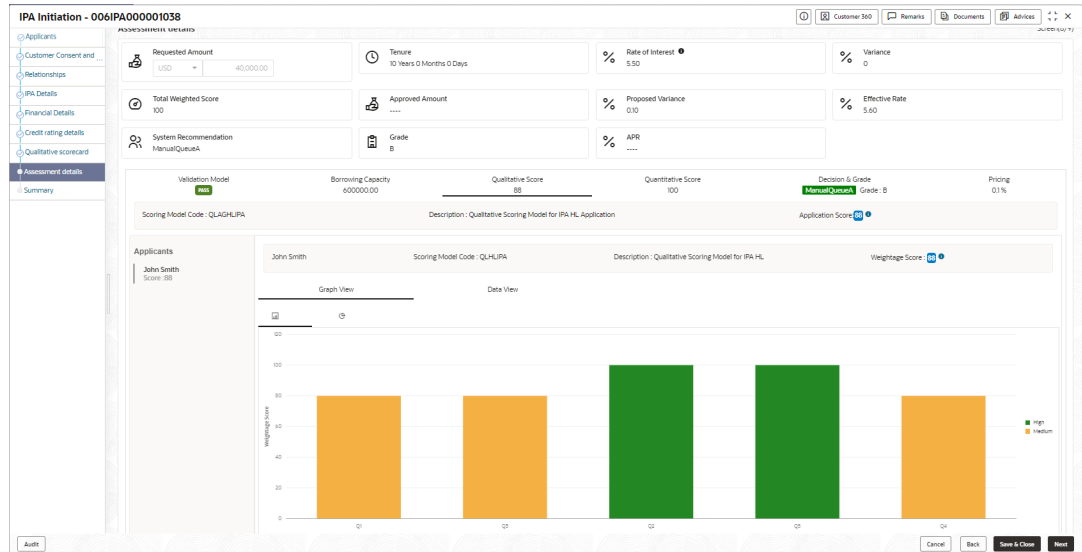 IPA Initiation - 006IPA000001038
Customer 360
Remarks
Documents
Advices
Applicants
Customer Consent and ...
Relationships
IPA Details
Financial Details
Credit rating details
Qualitative scorecard
Assessment details
Summary
Assessment details
Screen(8/9)
Requested Amount
USD 40,000.00
Tenure
10 Years 0 Months 0 Days
Rate of Interest
5.50
Variance
0
Total Weighted Score
100
Approved Amount
----
Proposed Variance
0.10
Effective Rate
5.60
System Recommendation
ManualQueueA
Grade
B
APR
----
Validation Model
PASS
Borrowing Capacity
600000.00
Qualitative Score
88
Quantitative Score
100
Decision & Grade
ManualQueueA Grade : B
Pricing
0.1 %
Scoring Model Code : QLAGHLIPA
Description : Qualitative Scoring Model for IPA HL Application
Application Score: 88
Applicants
John Smith
Score :88
John Smith
Scoring Model Code : QLHLIPA
Description : Qualitative Scoring Model for IPA HL
Weightage Score : 88
Graph View
Data View
120
100
80
60
40
20
0
Weightage Score
Q1
Q3
Q2
Q5
Q4
High
Medium
Audit
Cancel
Back
Save & Close
Next